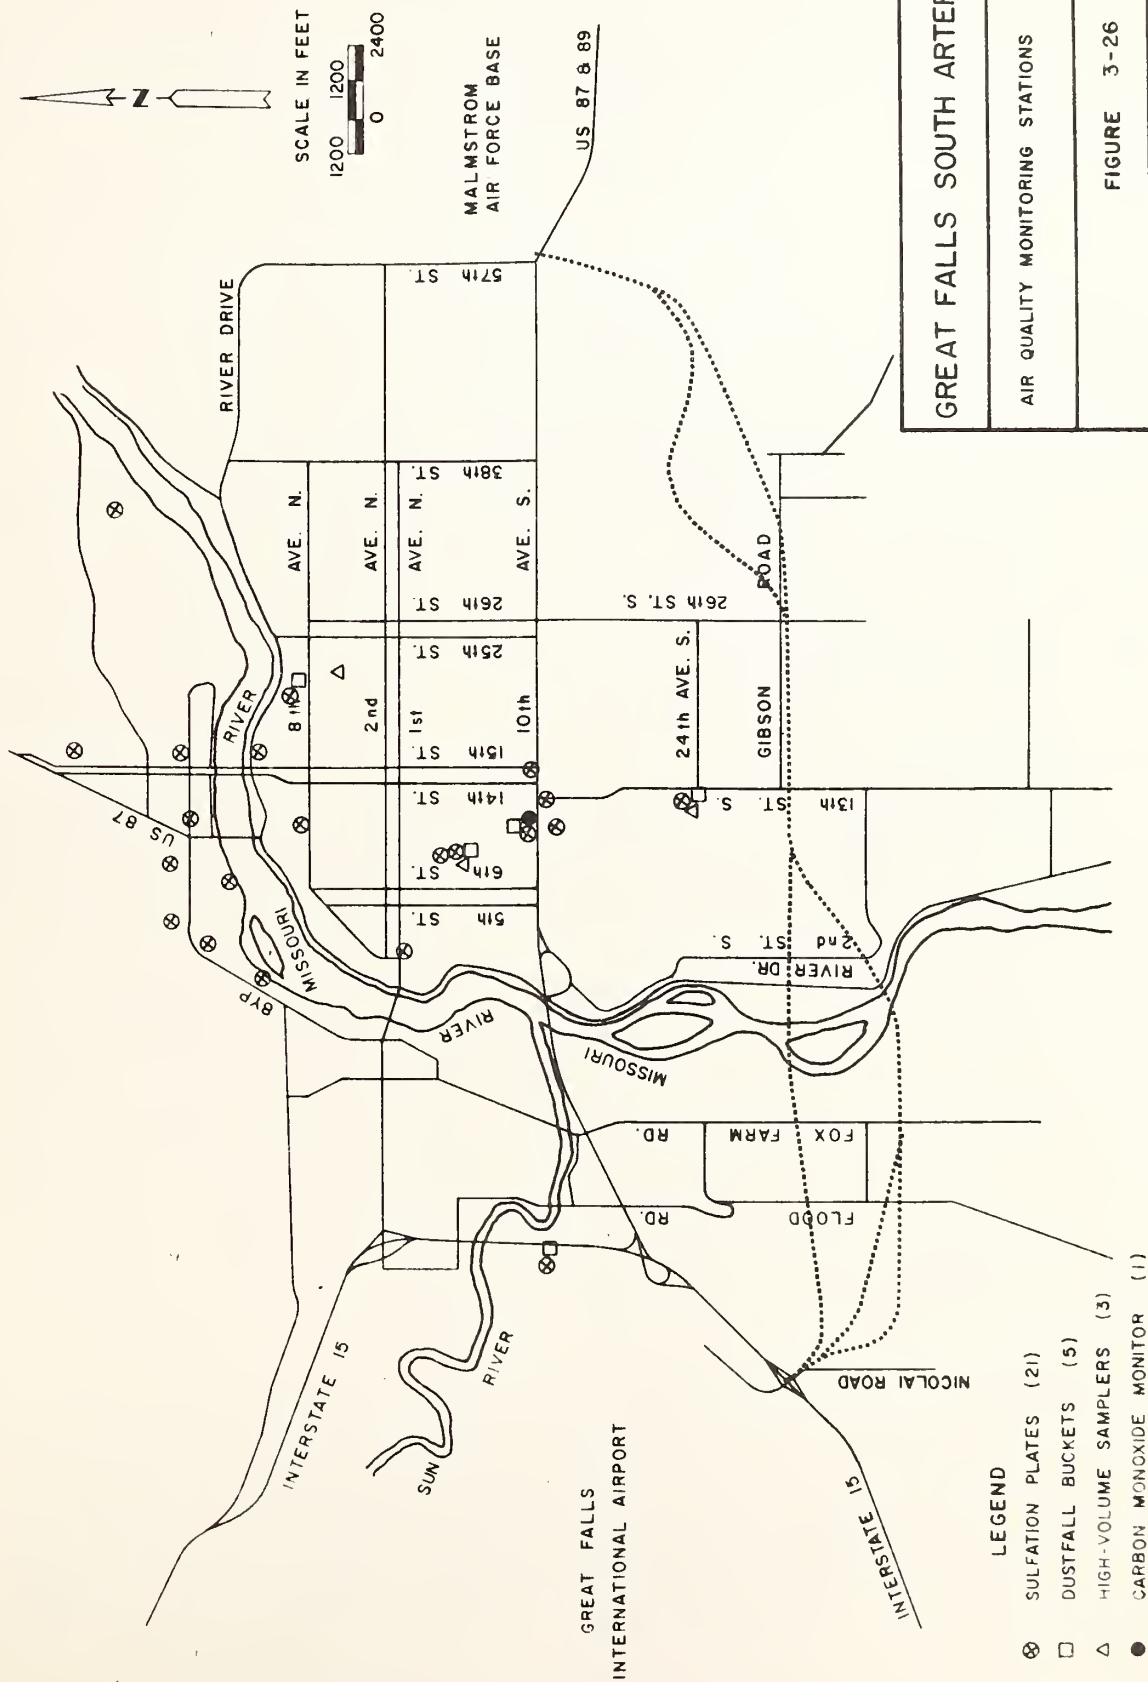 SCALE IN FEET
1200 1200
0 2400
MALMSTROM
AIR FORCE BASE
US 87 & 89
RIVER DRIVE
57th ST.
38th ST.
26th ST.
25th ST.
15th ST.
14th ST.
6th ST.
5th ST.
8th AVE. N.
2nd AVE. N.
1st AVE. N.
10th AVE. S.
26th ST. S.
24th AVE. S.
GIBSON ROAD
13th ST. S.
2nd ST. S.
RIVER DR.
US 87
BYP
MISSOURI RIVER
RIVER
MISSOURI
FOX FARM RD.
FLOOD RD.
NICOLAI ROAD
INTERSTATE 15
SUN RIVER
GREAT FALLS
INTERNATIONAL AIRPORT
INTERSTATE 15
LEGEND
SULFATION PLATES (21)
DUSTFALL BUCKETS (5)
HIGH-VOLUME SAMPLERS (3)
CARBON MONOXIDE MONITOR (1)
GREAT FALLS SOUTH ARTER
AIR QUALITY MONITORING STATIONS
FIGURE 3-26
N